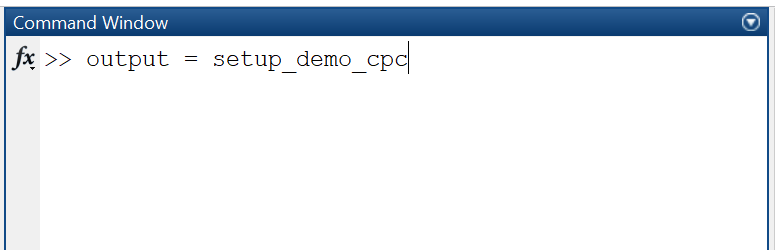 Command Window
fx >> output = setup_demo_cpc